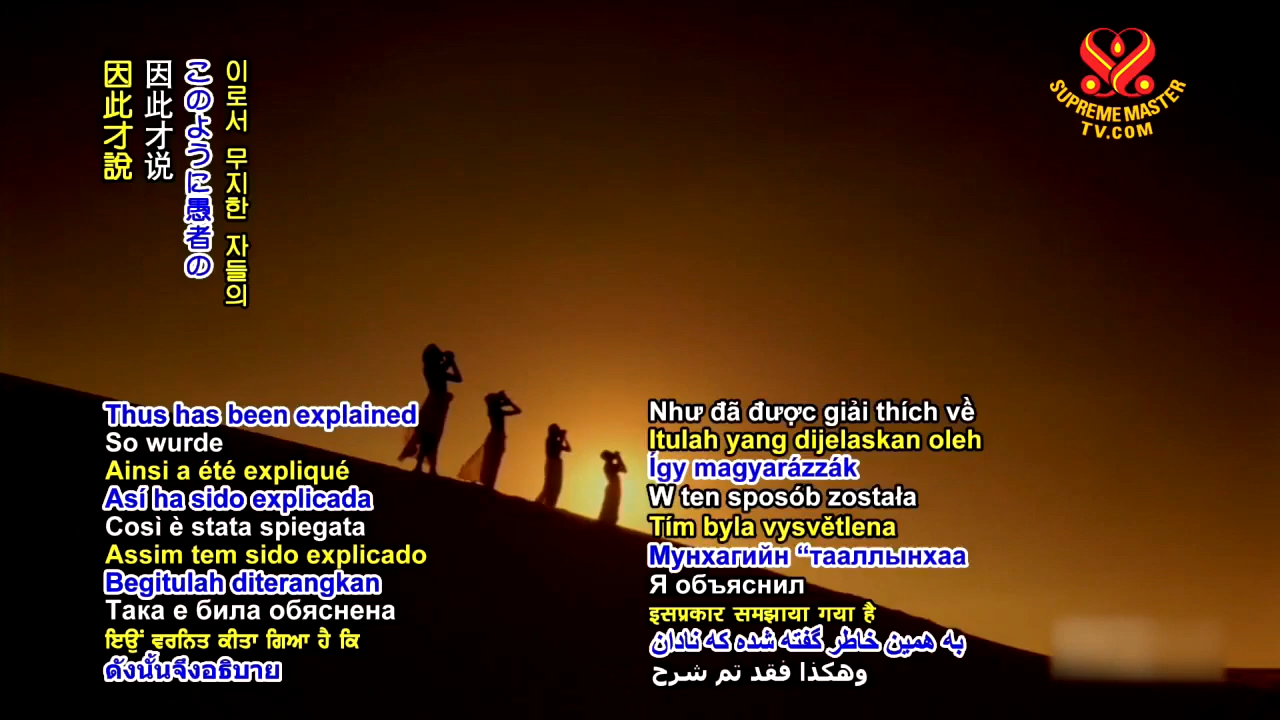 因此才說
因此才说
このように愚者の
이로서 무지한 자들의
SUPREME MASTER
TV.COM
Thus has been explained
So wurde
Ainsi a été expliqué
Así ha sido explicada
Così è stata spiegata
Assim tem sido explicado
Begitulah diterangkan
Така е била обяснена
ਇਉਂ ਵਰਨਿਤ ਕੀਤਾ ਗਿਆ ਹੈ ਕਿ
ดังนั้นจึงอธิบาย
Như đã được giải thích về
Itulah yang dijelaskan oleh
Így magyarázzák
W ten sposób została
Tím byla vysvětlena
Мунхагийн “тааллынхаа
Я объяснил
इसप्रकार समझाया गया है
به همین خاطر گفته شده که نادان
وهكذا فقد تم شرح